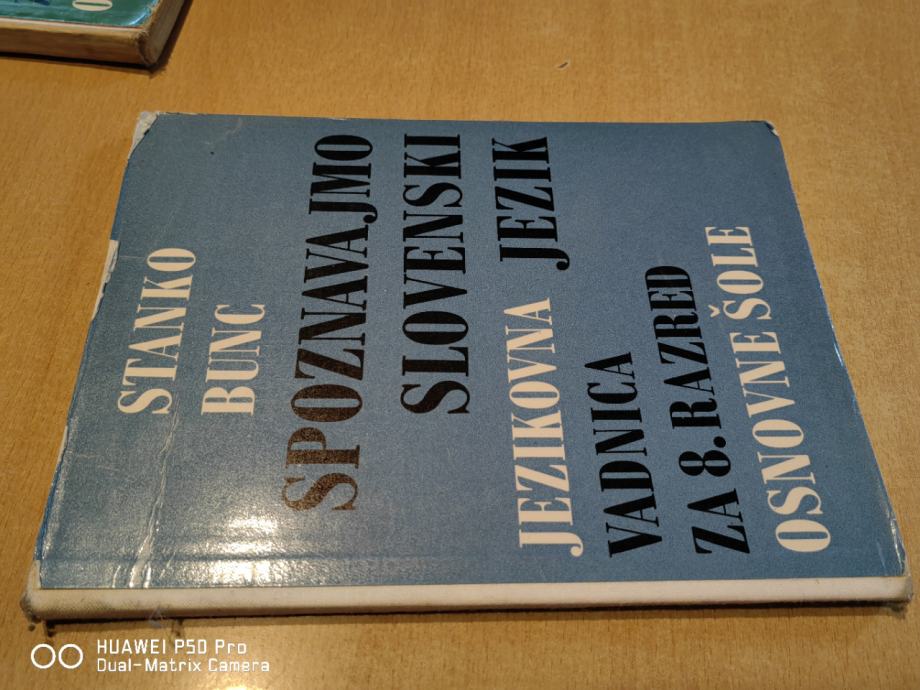 STANKO
BUNC
SPOZNAVAJMO
SLOVENSKI
JEZIK
JEZIKOVNA
VADNICA
ZA 8. RAZRED
OSNOVNE ŠOLE
HUAWEI P50 Pro
Dual-Matrix Camera